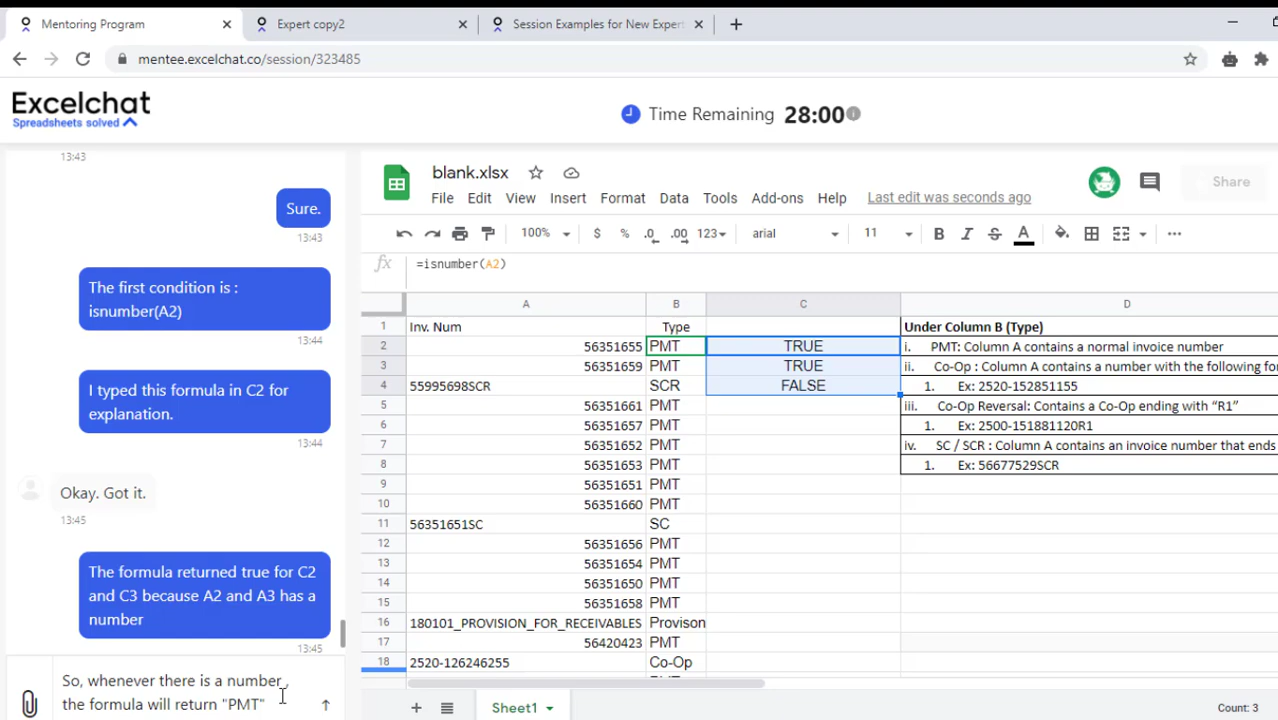 Mentoring Program
Expert copy2
Session Examples for New Expert
mentee.excelchat.co/session/323485
Excelchat
Spreadsheets solved
Time Remaining 28:00
13:43
Sure.
13:43
The first condition is :
isnumber(A2)
13:44
I typed this formula in C2 for
explanation.
13:44
Okay. Got it.
13:45
The formula returned true for C2
and C3 because A2 and A3 has a
number
13:45
So, whenever there is a number ,
the formula will return "PMT"
blank.xlsx
File Edit View Insert Format Data Tools Add-ons Help Last edit was seconds ago
Share
100% $ % .0 .00 123 arial 11 B I S A
fx =isnumber(A2)
A B C D
1 Inv. Num Type Under Column B (Type)
2 56351655 PMT TRUE i. PMT: Column A contains a normal invoice number
3 56351659 PMT TRUE ii. Co-Op : Column A contains a number with the following fo
4 55995698SCR SCR FALSE 1. Ex: 2520-152851155
5 56351661 PMT iii. Co-Op Reversal: Contains a Co-Op ending with “R1”
6 56351657 PMT 1. Ex: 2500-151881120R1
7 56351652 PMT iv. SC / SCR : Column A contains an invoice number that ends
8 56351653 PMT 1. Ex: 56677529SCR
9 56351651 PMT
10 56351660 PMT
11 56351651SC SC
12 56351656 PMT
13 56351654 PMT
14 56351650 PMT
15 56351658 PMT
16 180101_PROVISION_FOR_RECEIVABLES Provison
17 56420423 PMT
18 2520-126246255 Co-Op
Sheet1
Count: 3